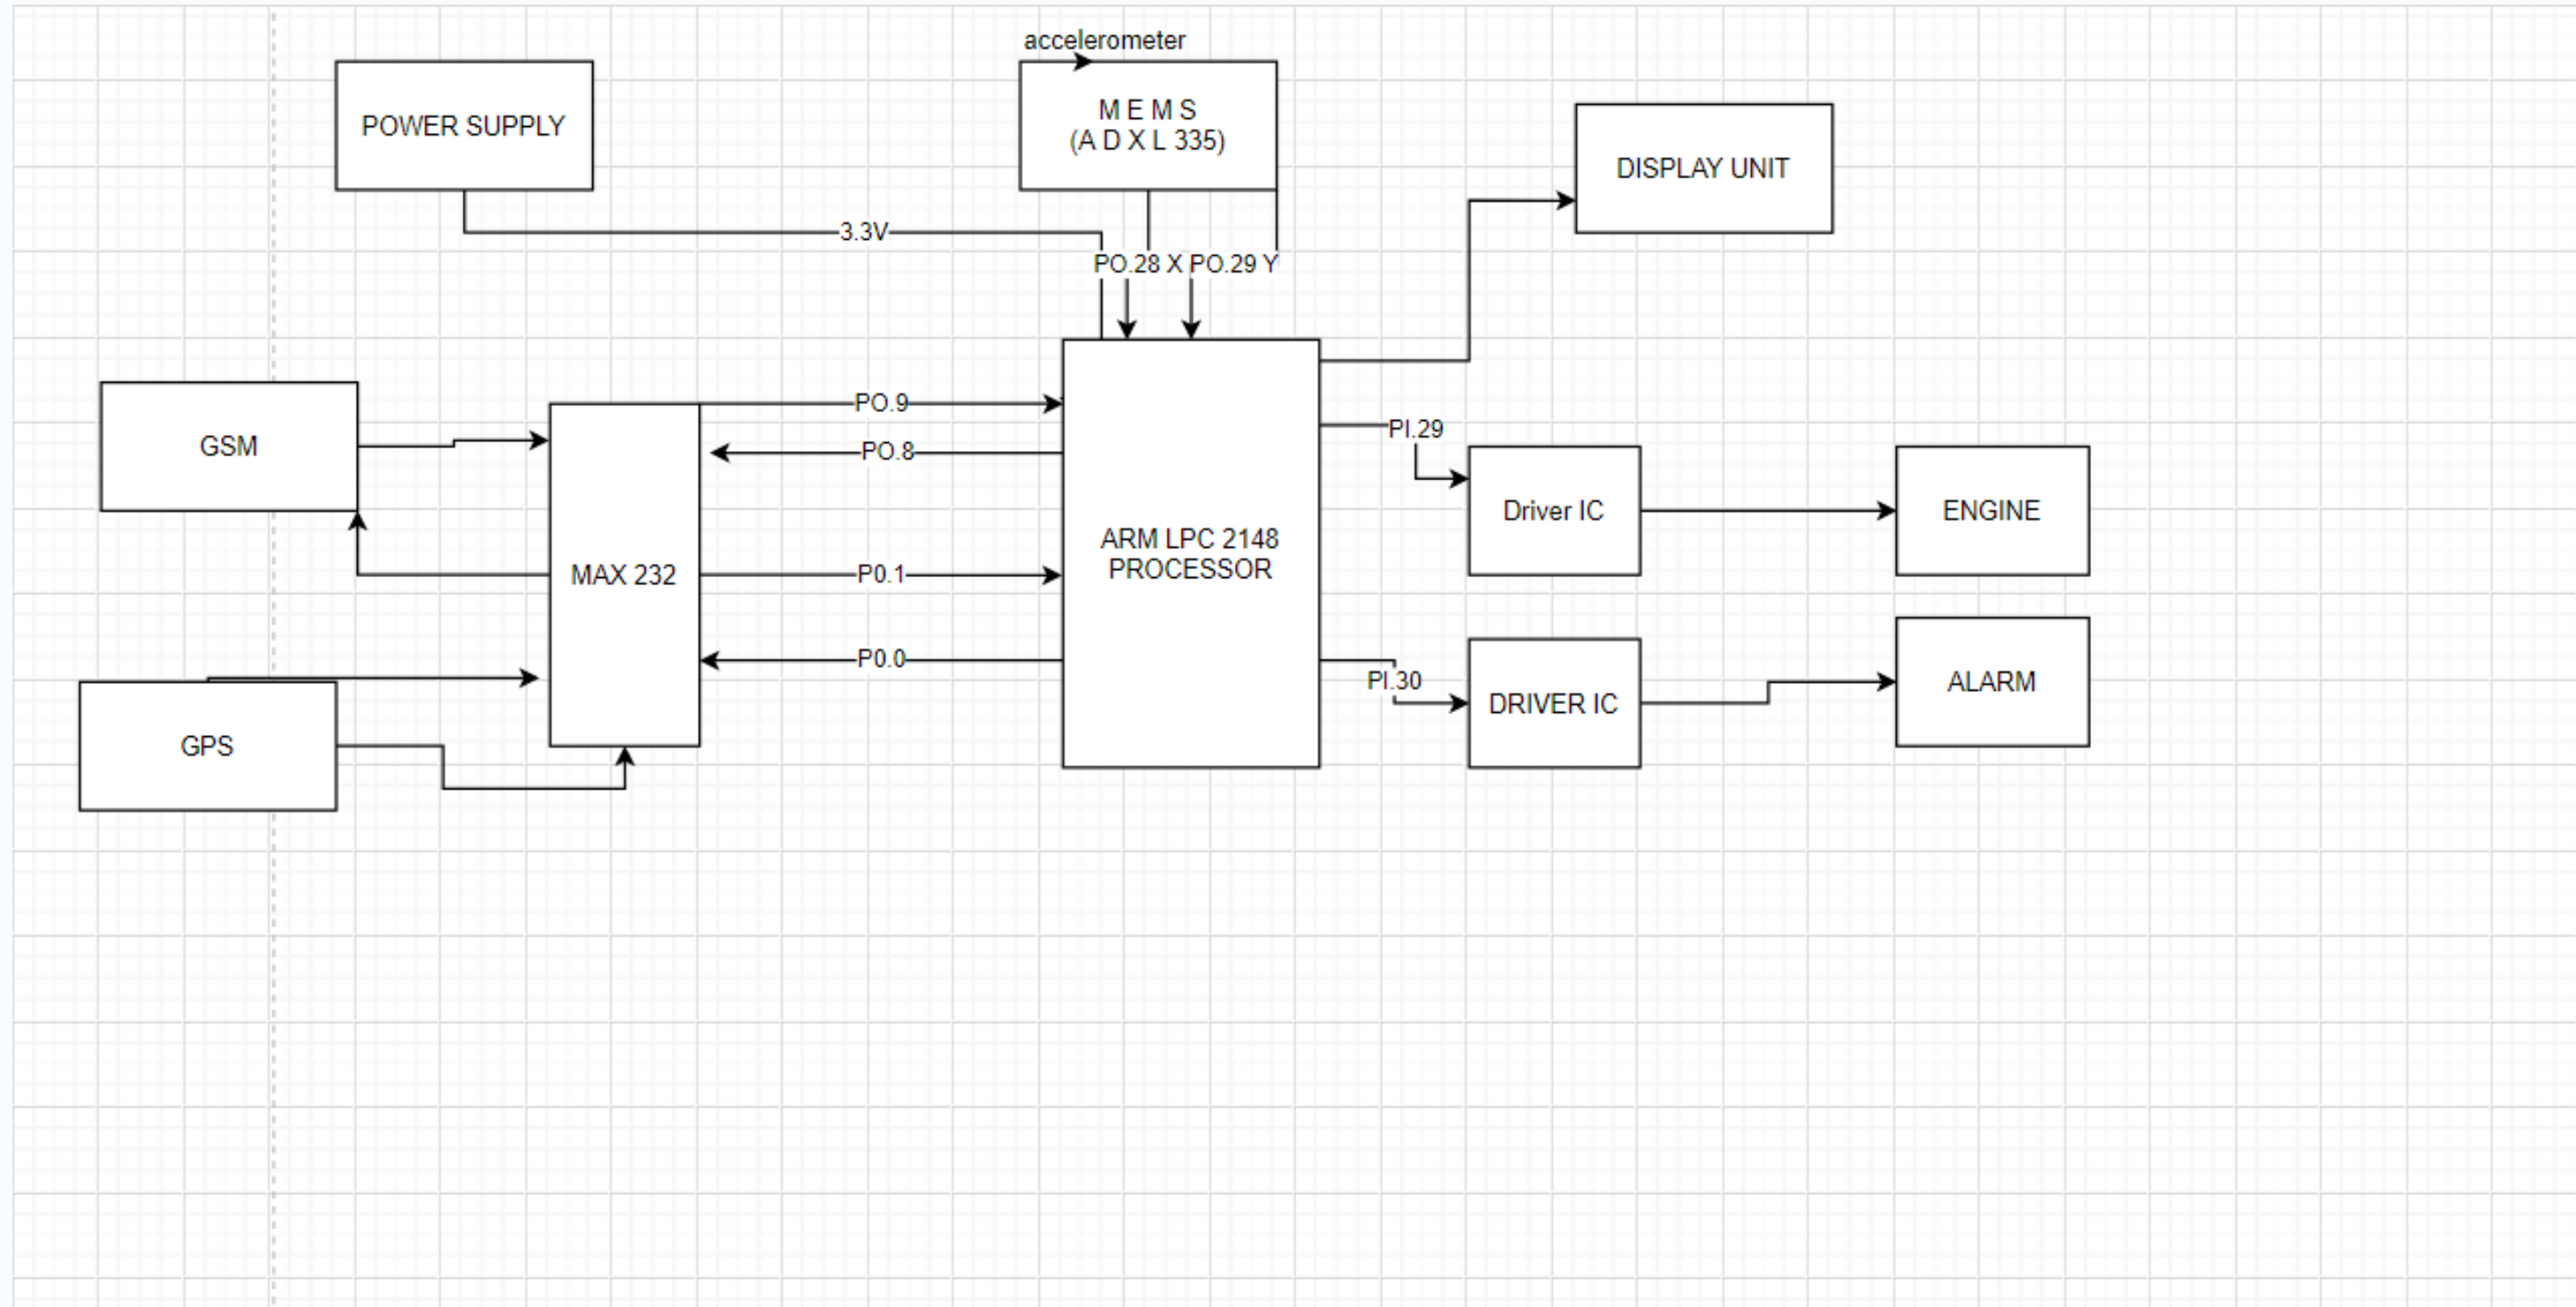 accelerometer
POWER SUPPLY
M E M S
(A D X L 335)
DISPLAY UNIT
3.3V
PO.28 X PO.29 Y
GSM
PO.9
PO.8
PI.29
Driver IC
ENGINE
MAX 232
P0.1
ARM LPC 2148
PROCESSOR
P0.0
PI.30
DRIVER IC
ALARM
GPS